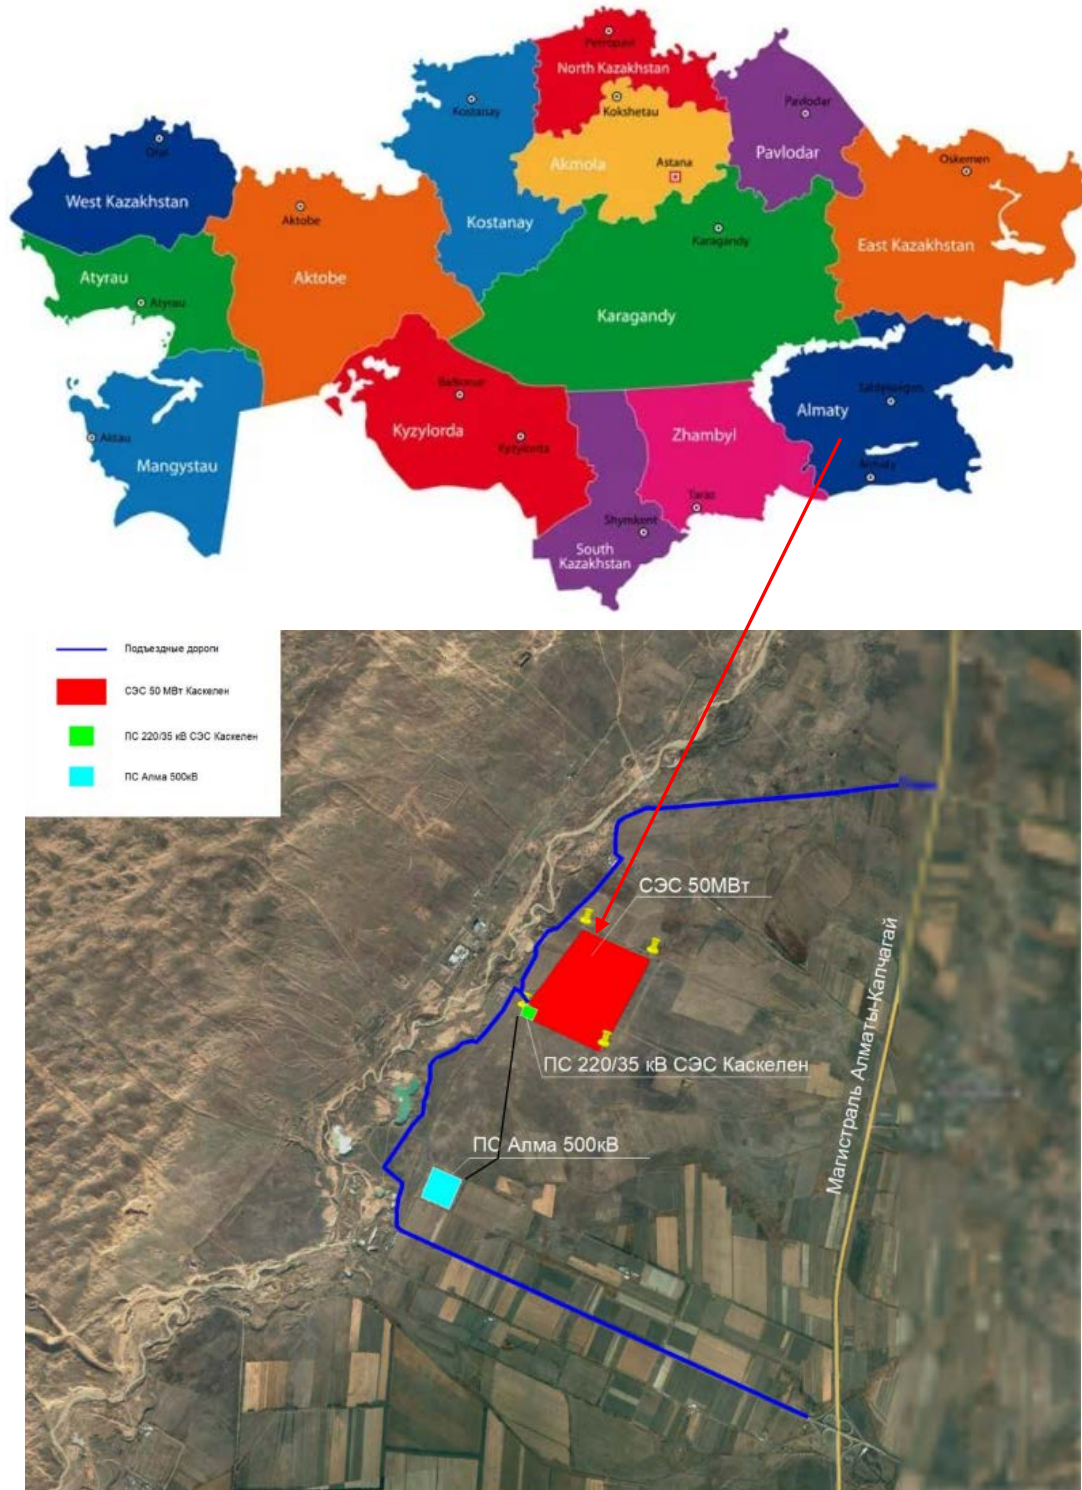 Petropavl
North Kazakhstan
Kostanay
Kokshetau
Pavlodar
Oral
Akmola
Astana
Pavlodar
Oskemen
West Kazakhstan
Aktobe
Kostanay
Karagandy
East Kazakhstan
Atyrau
Aktobe
Atyrau
Karagandy
Baikonur
Almaty
Taldykorgan
Kyzylorda
Kyzylorda
Zhambyl
Aktau
Mangystau
Almaty
Taraz
Shymkent
South
Kazakhstan
Подъездные дороги
СЭС 50 МВт Каскелен
ПС 220/35 кВ СЭС Каскелен
ПС Алма 500кВ
СЭС 50МВт
Магистраль Алматы-Капчагай
ПС 220/35 кВ СЭС Каскелен
ПС Алма 500кВ